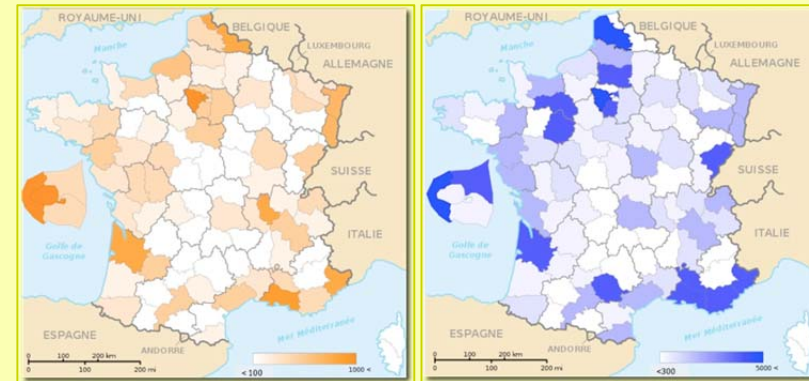 ROYAUME-UNI
BELGIQUE
LUXEMBOURG
ALLEMAGNE
Manche
SUISSE
ITALIE
Golfe de
Gascogne
ESPAGNE
ANDORRE
Mer Méditerranée
0 100 200 km
0 100 200 mi
< 100 1000 <
ROYAUME-UNI
BELGIQUE
LUXEMBOURG
ALLEMAGNE
Manche
SUISSE
ITALIE
Golfe de
Gascogne
ESPAGNE
ANDORRE
Mer Méditerranée
0 100 200 km
0 100 200 mi
<300 5000 <